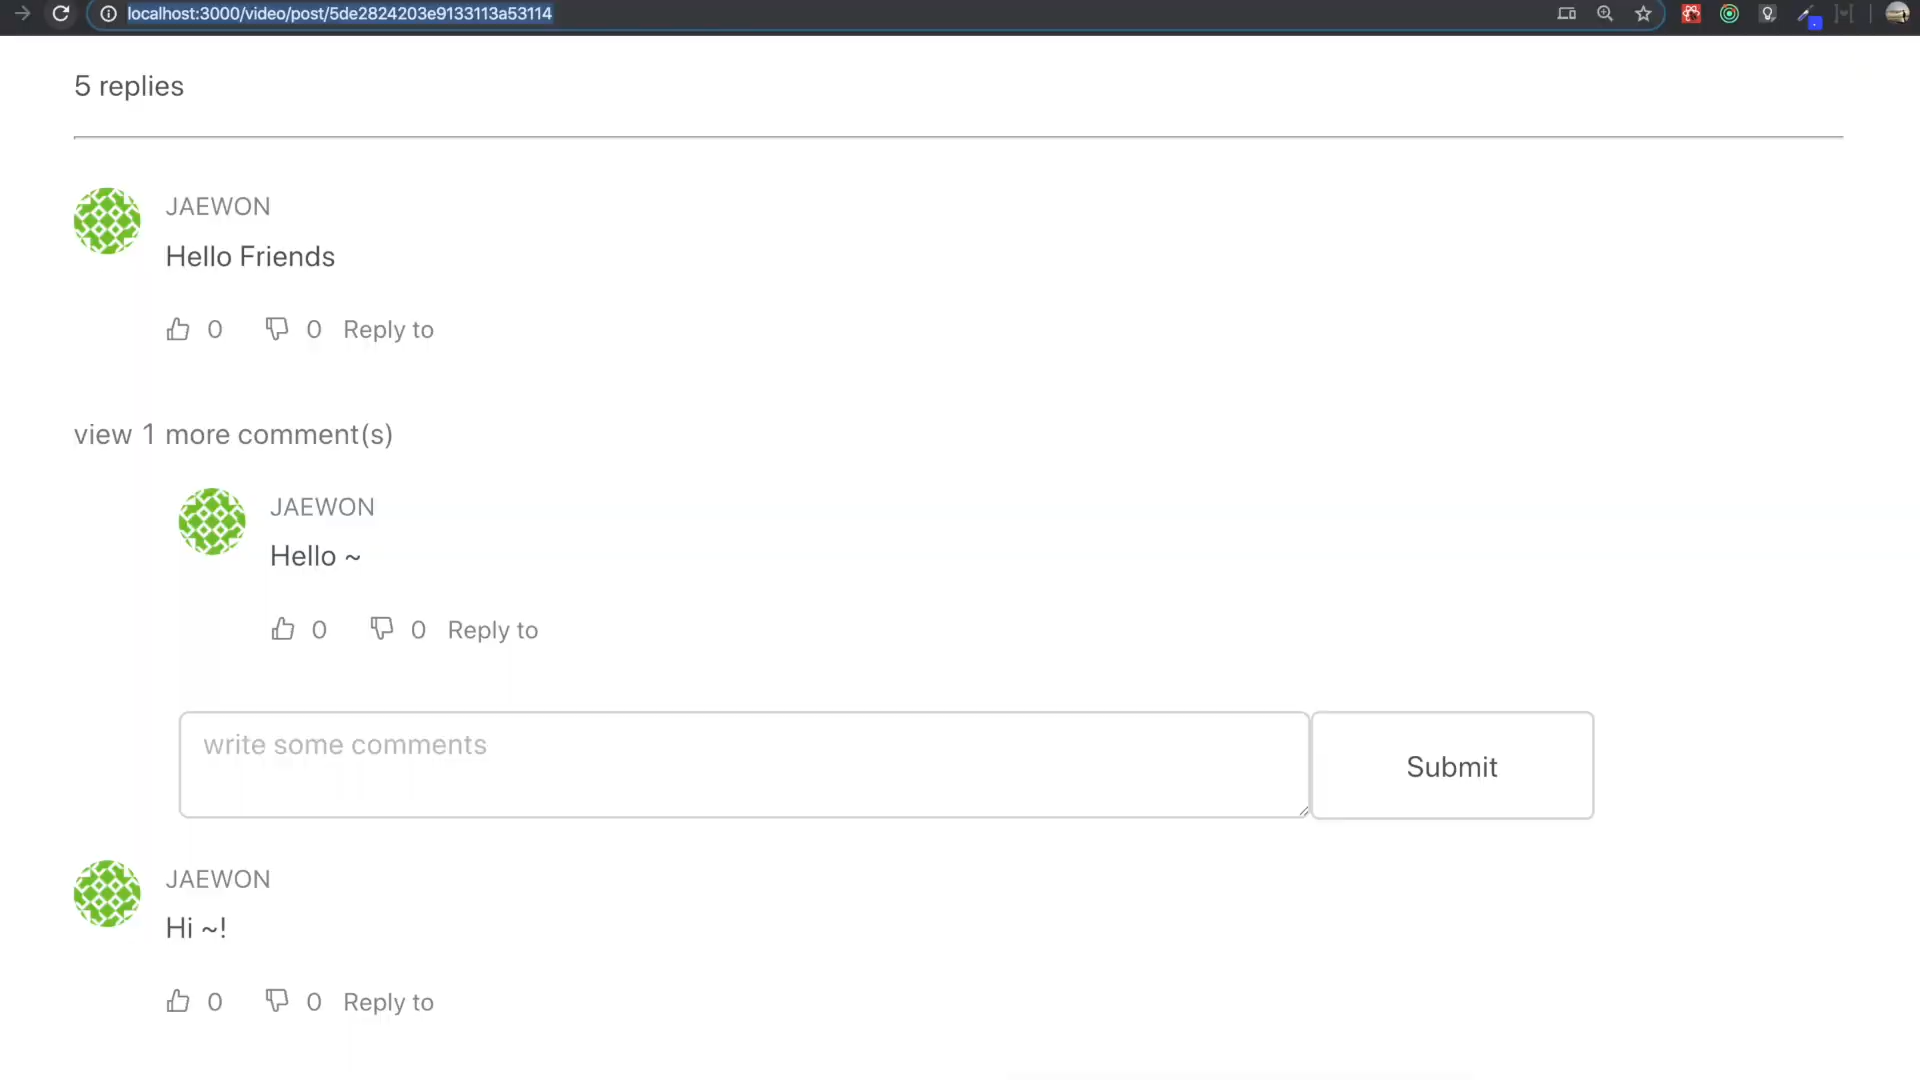 localhost:3000/video/post/5de2824203e9133113a53114
5 replies
JAEWON
Hello Friends
0 0 Reply to
view 1 more comment(s)
JAEWON
Hello ~
0 0 Reply to
write some comments
Submit
JAEWON
Hi ~!
0 0 Reply to